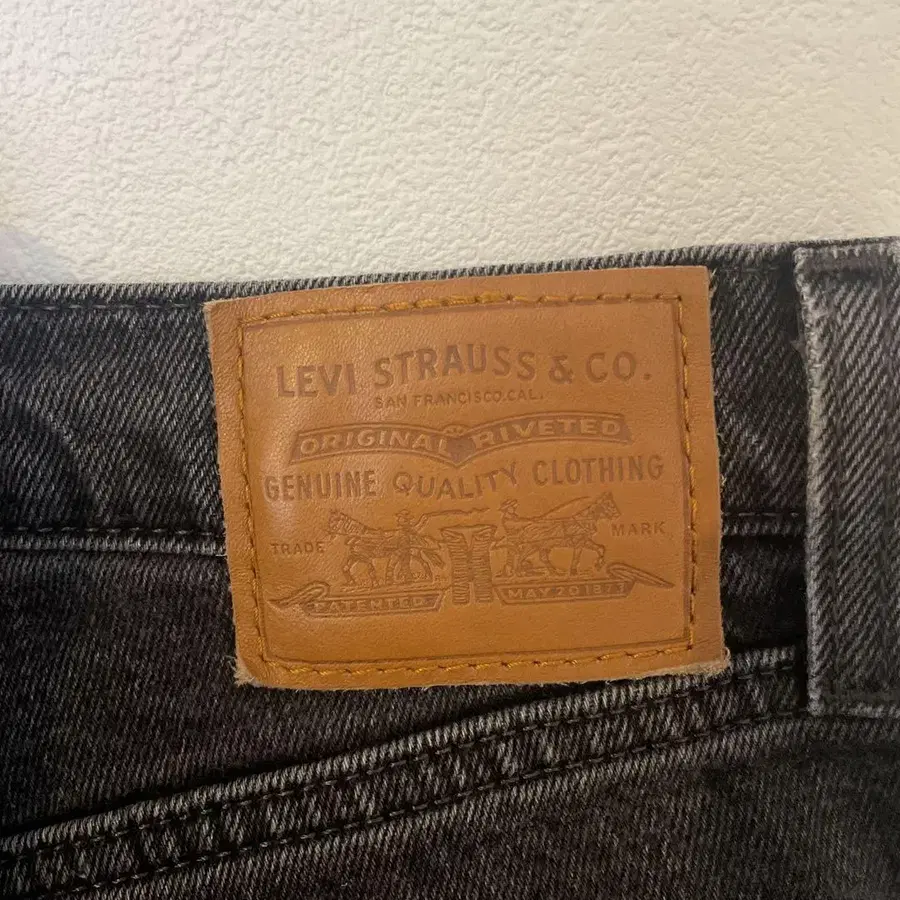 LEVI STRAUSS & CO.
SAN FRANCISCO, CAL.
ORIGINAL RIVETED
GENUINE QUALITY CLOTHING
TRADE MARK
PATENTED MAY 20 1873